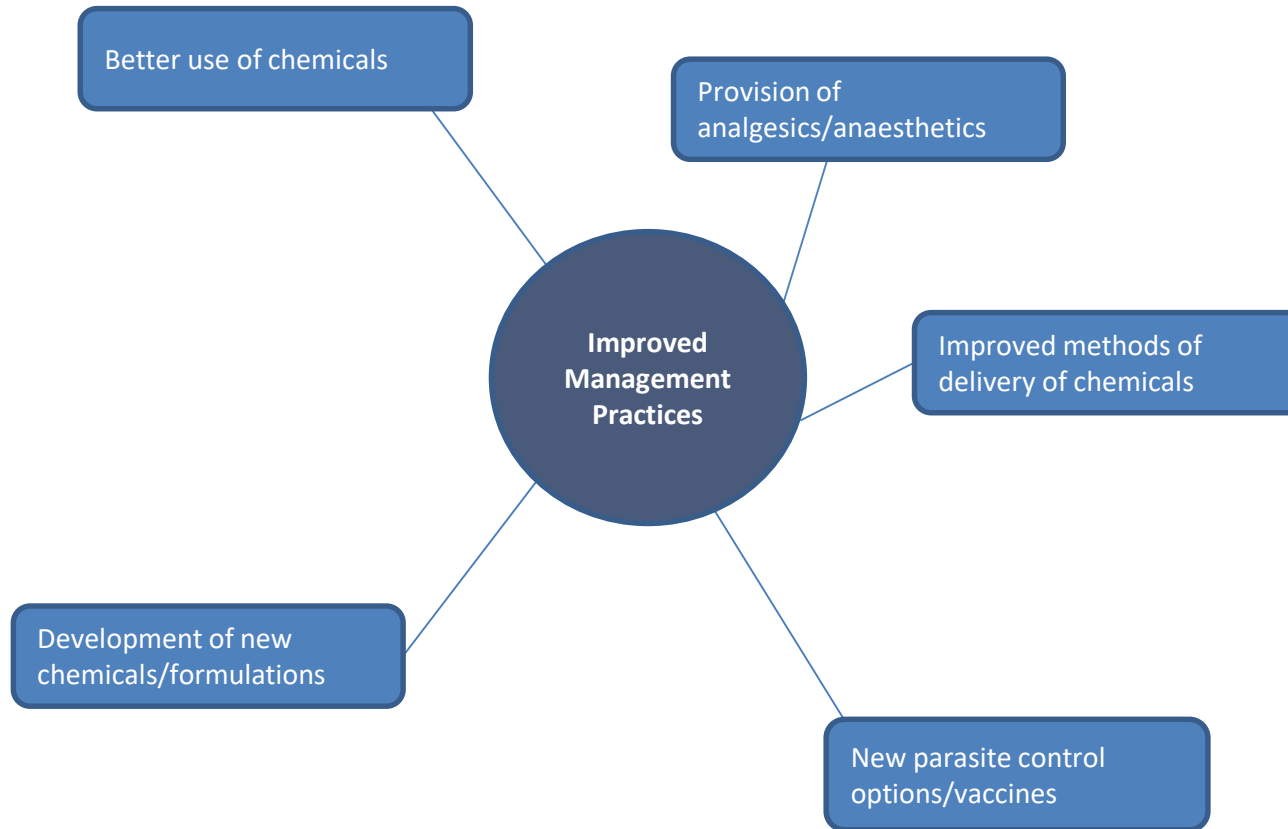 Better use of chemicals
Provision of
analgesics/anaesthetics
Improved
Management
Practices
Improved methods of
delivery of chemicals
Development of new
chemicals/formulations
New parasite control
options/vaccines